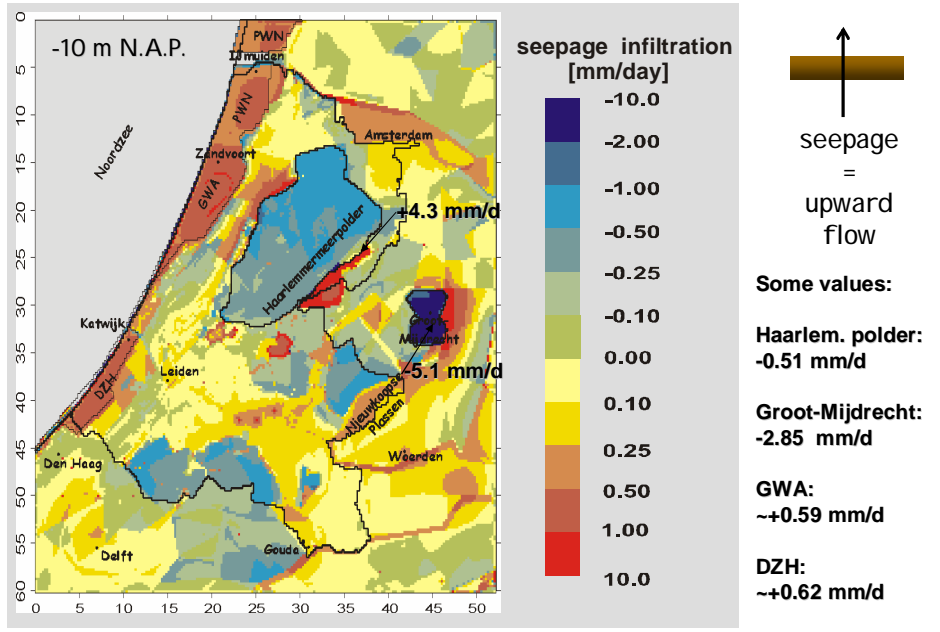 -10 m N.A.P.
PWN
IJmuiden
PWN
Amsterdam
Noordzee
Zandvoort
GWA
+4.3 mm/d
Haarlemmermeerpolder
Groot
Mijdrecht
Katwijk
-5.1 mm/d
Leiden
DZH
Nieuwkoopse
Plassen
Woerden
Den Haag
Delft
Gouda
0
5
10
15
20
25
30
35
40
45
50
55
60
0 5 10 15 20 25 30 35 40 45 50
seepage infiltration
[mm/day]
-10.0
-2.00
-1.00
-0.50
-0.25
-0.10
0.00
0.10
0.25
0.50
1.00
10.0
seepage
=
upward
flow
Some values:
Haarlem. polder:
-0.51 mm/d
Groot-Mijdrecht:
-2.85 mm/d
GWA:
~+0.59 mm/d
DZH:
~+0.62 mm/d